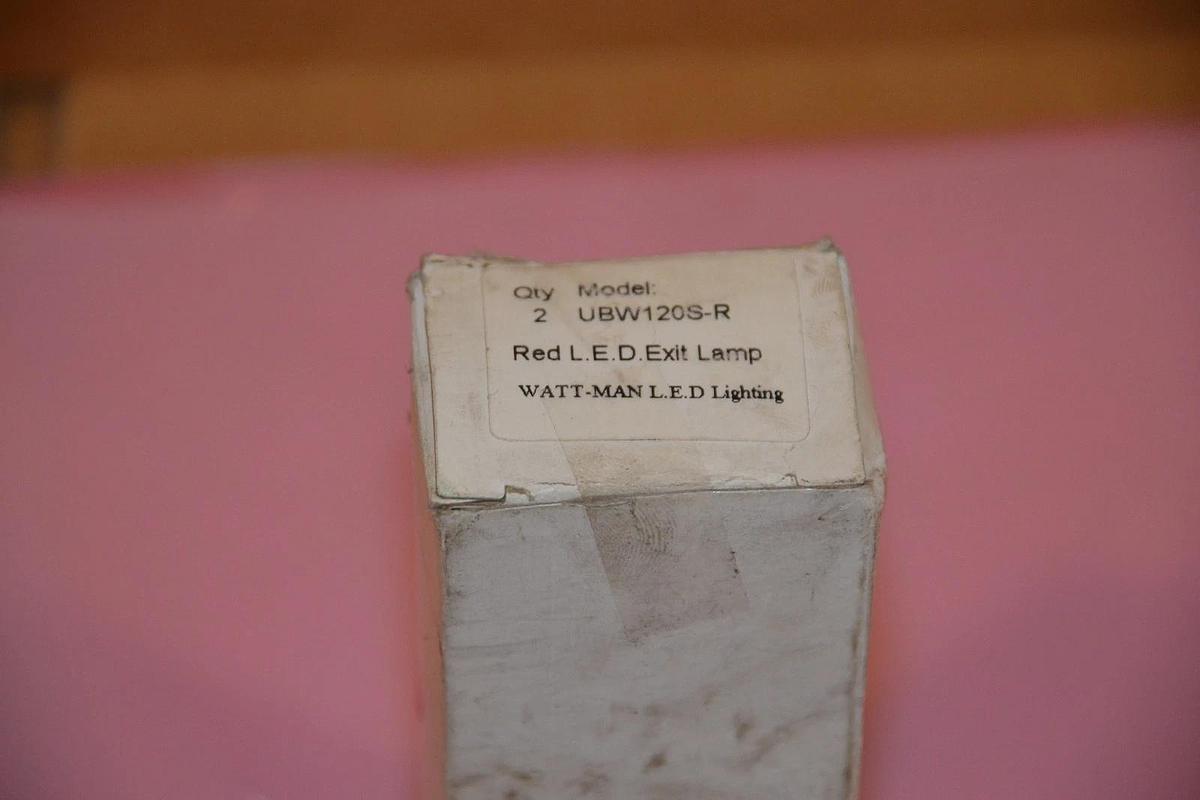 Qty Model:
2 UBW120S-R
Red L.E.D.Exit Lamp
WATT-MAN L.E.D Lighting